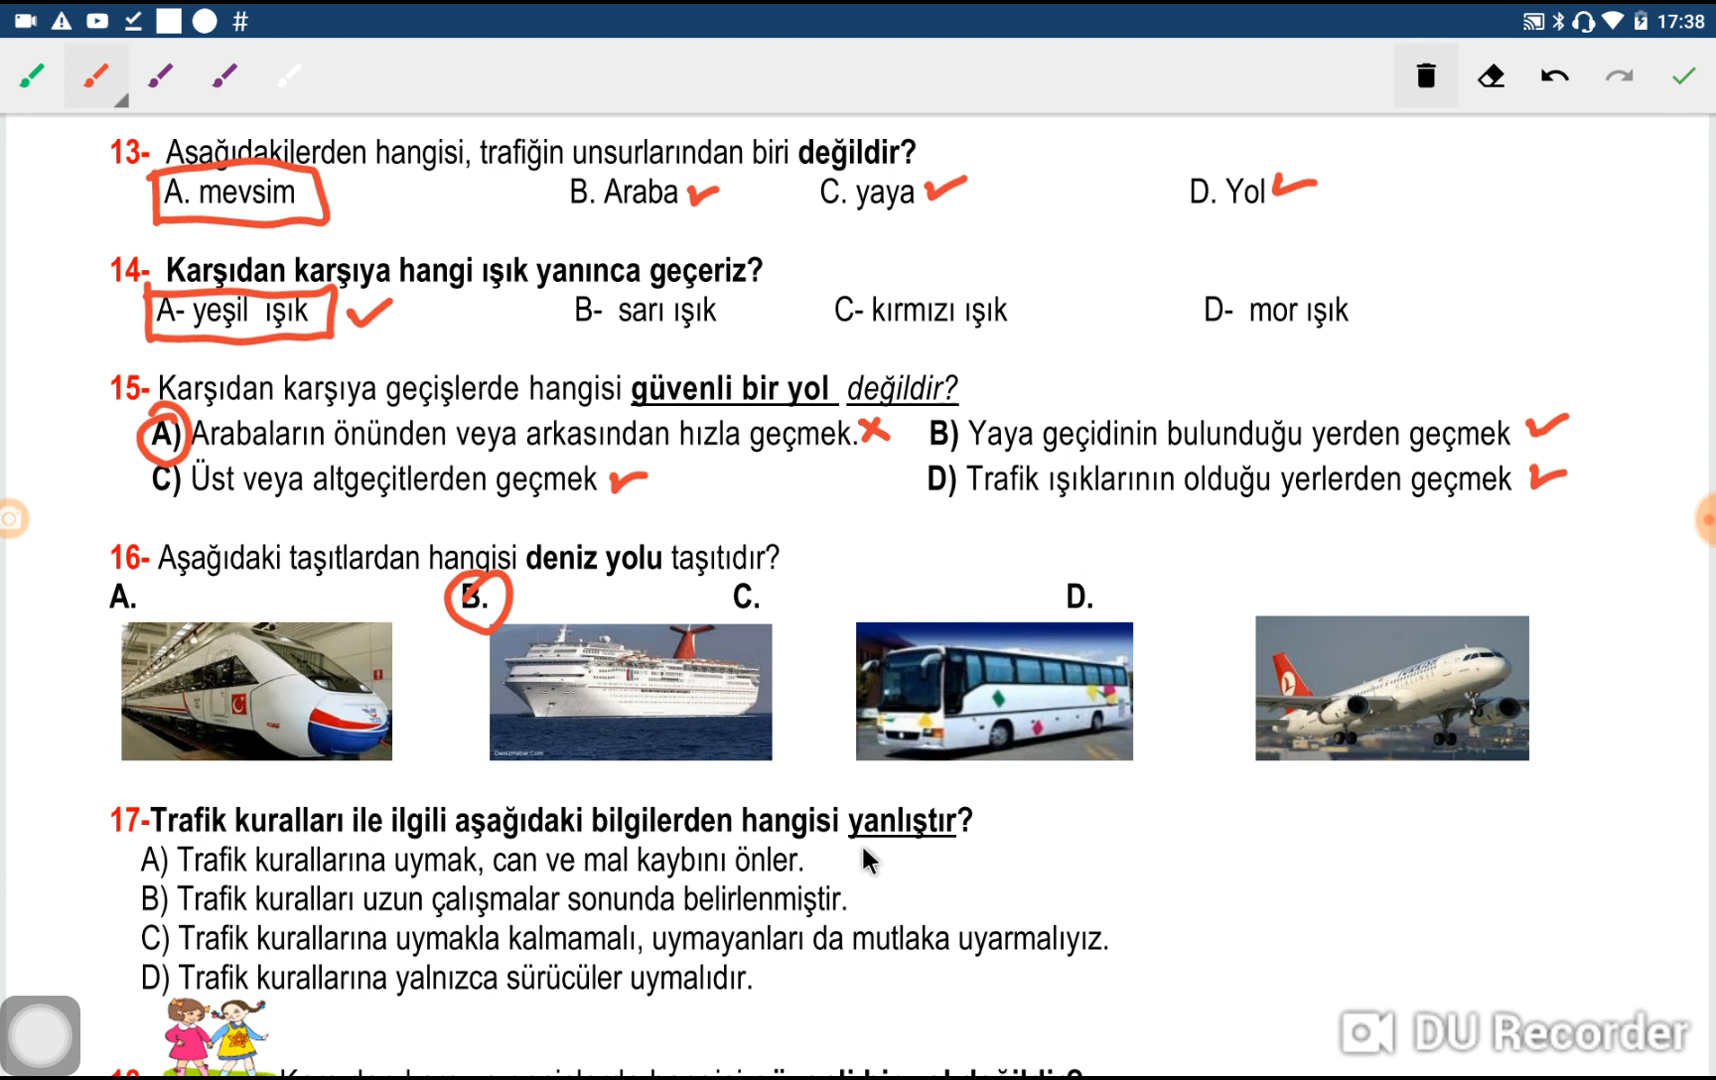 17:38
13- Aşağıdakilerden hangisi, trafiğin unsurlarından biri değildir?
A. mevsim B. Araba C. yaya D. Yol
14- Karşıdan karşıya hangi ışık yanınca geçeriz?
A- yeşil ışık B- sarı ışık C- kırmızı ışık D- mor ışık
15- Karşıdan karşıya geçişlerde hangisi güvenli bir yol değildir?
A) Arabaların önünden veya arkasından hızla geçmek. B) Yaya geçidinin bulunduğu yerden geçmek
C) Üst veya altgeçitlerden geçmek D) Trafik ışıklarının olduğu yerlerden geçmek
16- Aşağıdaki taşıtlardan hangisi deniz yolu taşıtıdır?
A. B. C. D.
17-Trafik kuralları ile ilgili aşağıdaki bilgilerden hangisi yanlıştır?
A) Trafik kurallarına uymak, can ve mal kaybını önler.
B) Trafik kuralları uzun çalışmalar sonunda belirlenmiştir.
C) Trafik kurallarına uymakla kalmamalı, uymayanları da mutlaka uyarmalıyız.
D) Trafik kurallarına yalnızca sürücüler uymalıdır.
DU Recorder